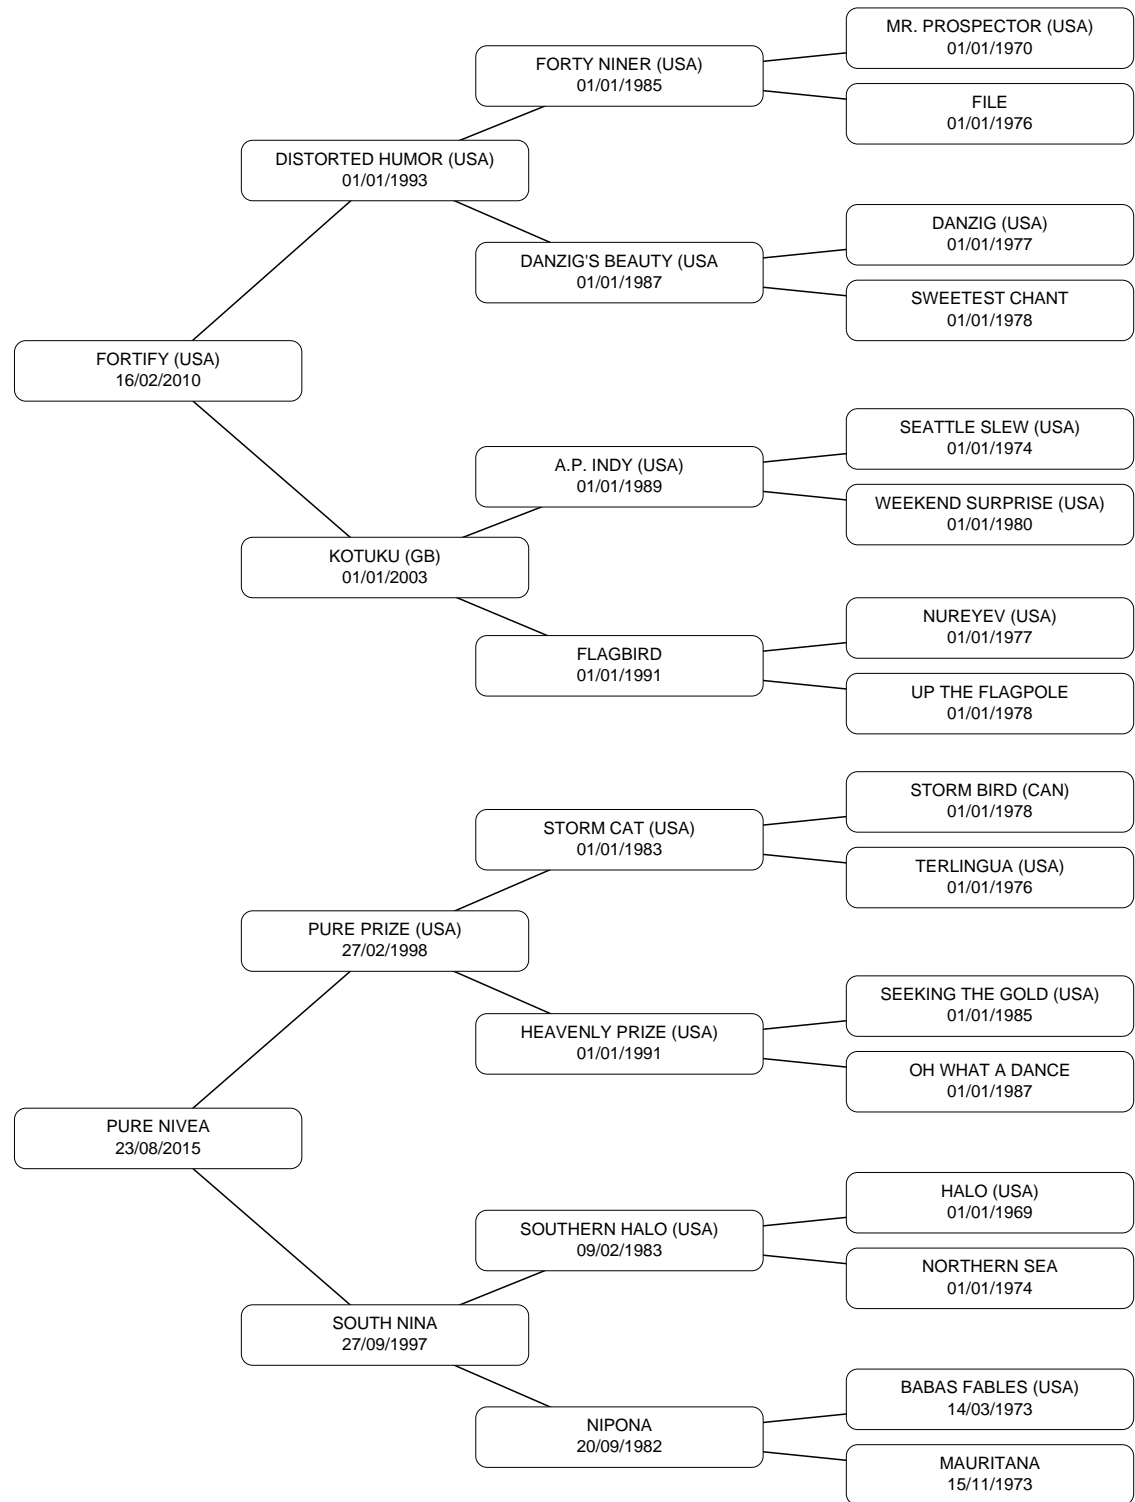 MR. PROSPECTOR (USA)
01/01/1970
FORTY NINER (USA)
01/01/1985
FILE
01/01/1976
DISTORTED HUMOR (USA)
01/01/1993
DANZIG (USA)
01/01/1977
DANZIG'S BEAUTY (USA
01/01/1987
SWEETEST CHANT
01/01/1978
FORTIFY (USA)
16/02/2010
SEATTLE SLEW (USA)
01/01/1974
A.P. INDY (USA)
01/01/1989
WEEKEND SURPRISE (USA)
01/01/1980
KOTUKU (GB)
01/01/2003
NUREYEV (USA)
01/01/1977
FLAGBIRD
01/01/1991
UP THE FLAGPOLE
01/01/1978
STORM BIRD (CAN)
01/01/1978
STORM CAT (USA)
01/01/1983
TERLINGUA (USA)
01/01/1976
PURE PRIZE (USA)
27/02/1998
SEEKING THE GOLD (USA)
01/01/1985
HEAVENLY PRIZE (USA)
01/01/1991
OH WHAT A DANCE
01/01/1987
PURE NIVEA
23/08/2015
HALO (USA)
01/01/1969
SOUTHERN HALO (USA)
09/02/1983
NORTHERN SEA
01/01/1974
SOUTH NINA
27/09/1997
BABAS FABLES (USA)
14/03/1973
NIPONA
20/09/1982
MAURITANA
15/11/1973